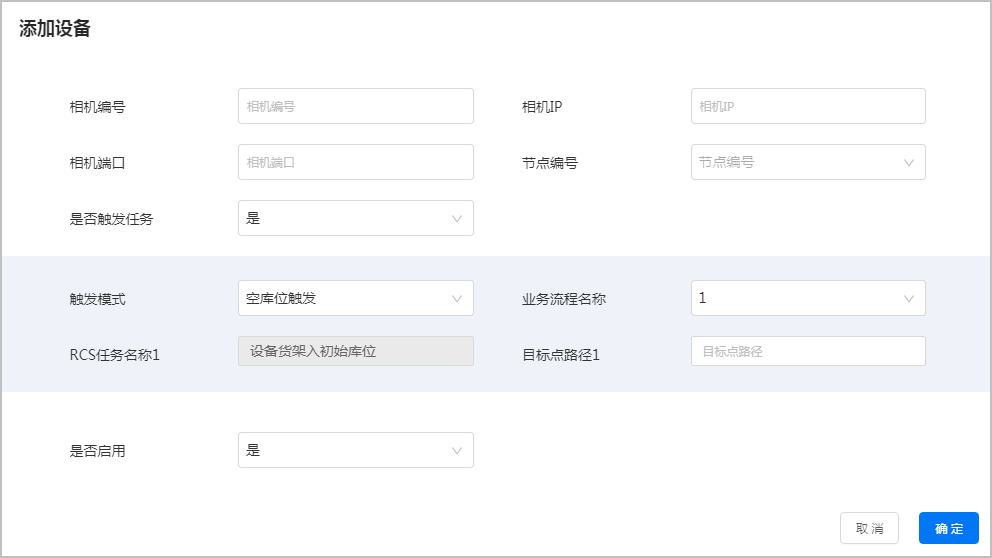 添加设备
相机编号 相机编号 相机IP 相机IP
相机端口 相机端口 节点编号 节点编号
是否触发任务 是
触发模式 空库位触发 业务流程名称 1
RCS任务名称1 设备货架入初始库位 目标点路径1 目标点路径
是否启用 是
取消 确定